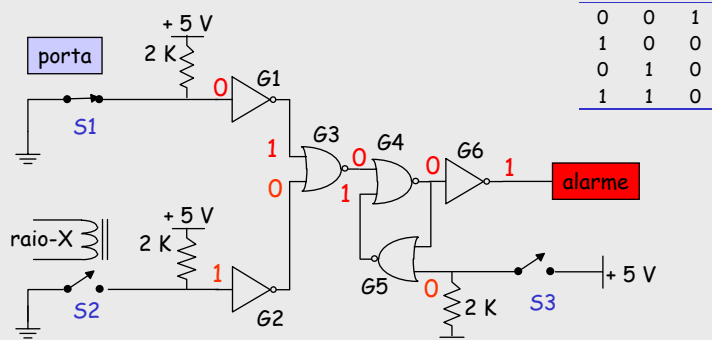 0 0 1
1 0 0
0 1 0
1 1 0
+ 5 V
2 K
porta
0
G1
S1
1
G3
0
G4
0
G6
1
alarme
0
1
raio-X
+ 5 V
2 K
1
G2
S2
G5
0
2 K
S3
+ 5 V